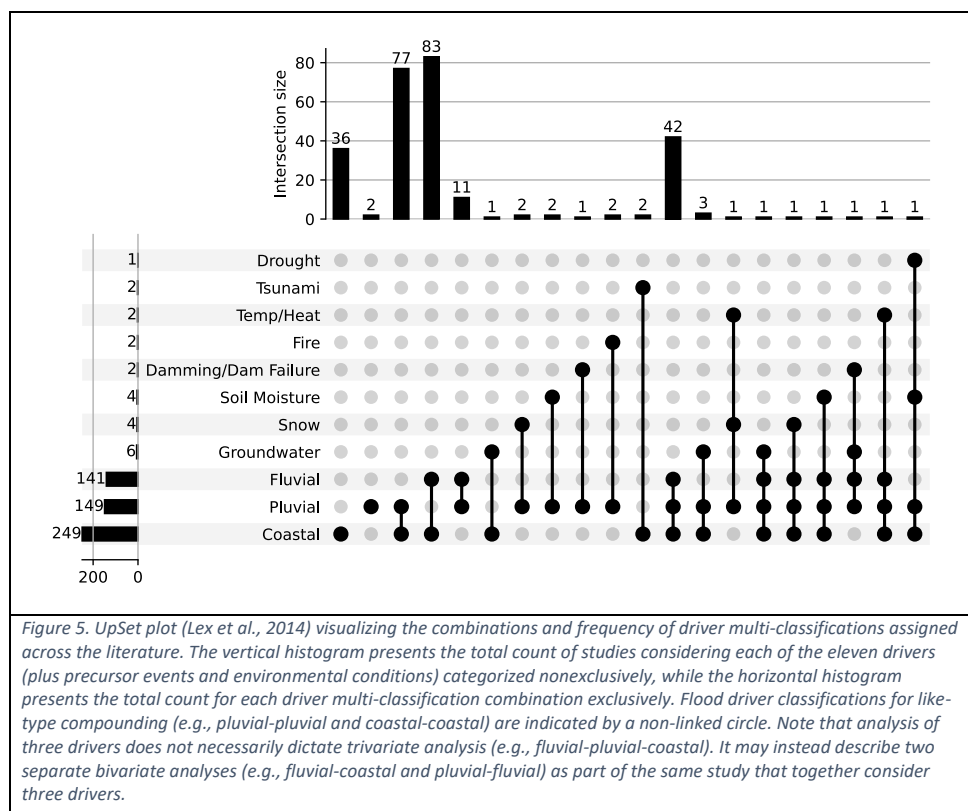 83
77
80
Intersection size
60
42
40
36
20
11
2
1
2
2
1
2
2
3
1
1
1
1
1
1
1
0
1
Drought
2
Tsunami
2
Temp/Heat
2
Fire
2
Damming/Dam Failure
4
Soil Moisture
4
Snow
6
Groundwater
141
Fluvial
149
Pluvial
249
Coastal
200
0
Figure 5. UpSet plot (Lex et al., 2014) visualizing the combinations and frequency of driver multi-classifications assigned
across the literature. The vertical histogram presents the total count of studies considering each of the eleven drivers
(plus precursor events and environmental conditions) categorized nonexclusively, while the horizontal histogram
presents the total count for each driver multi-classification combination exclusively. Flood driver classifications for like-
type compounding (e.g., pluvial-pluvial and coastal-coastal) are indicated by a non-linked circle. Note that analysis of
three drivers does not necessarily dictate trivariate analysis (e.g., fluvial-pluvial-coastal). It may instead describe two
separate bivariate analyses (e.g., fluvial-coastal and pluvial-fluvial) as part of the same study that together consider
three drivers.